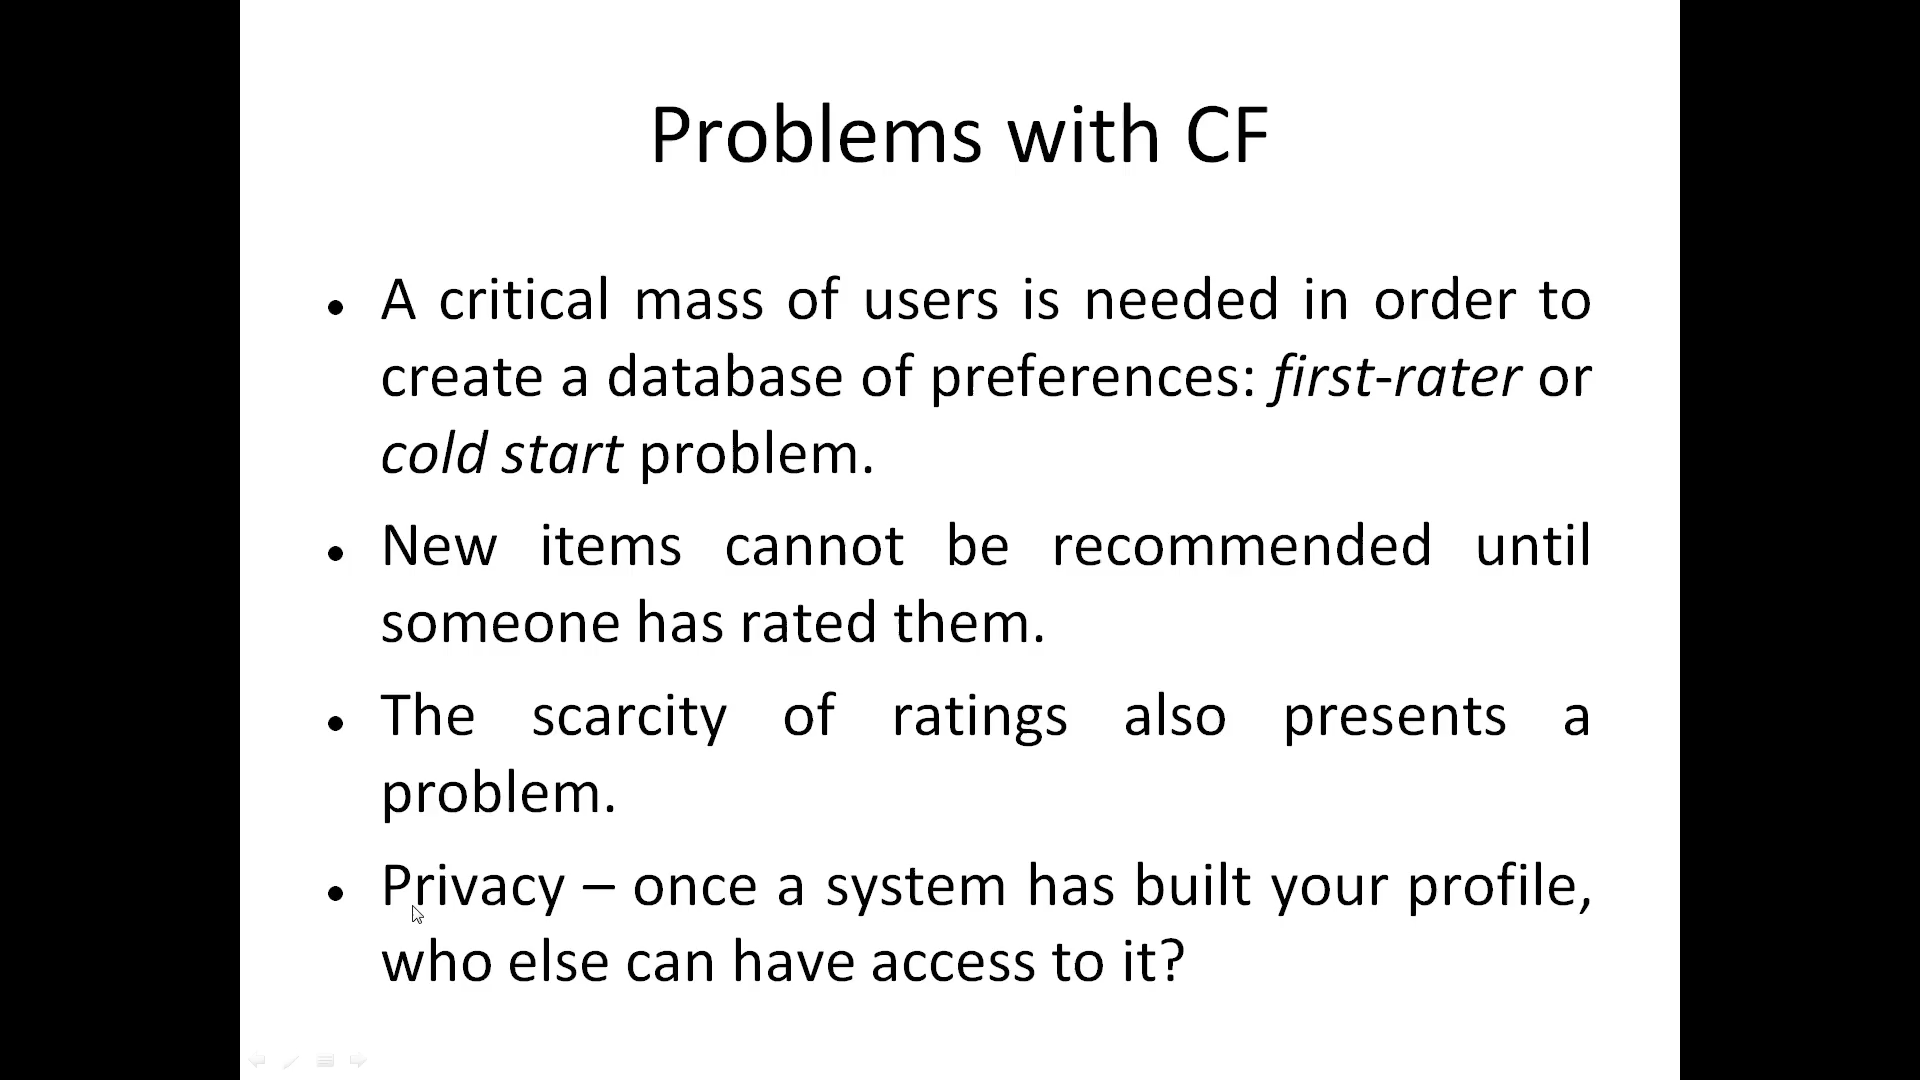 Problems with CF
• A critical mass of users is needed in order to
create a database of preferences: first-rater or
cold start problem.
• New items cannot be recommended until
someone has rated them.
• The scarcity of ratings also presents a
problem.
• Privacy – once a system has built your profile,
who else can have access to it?